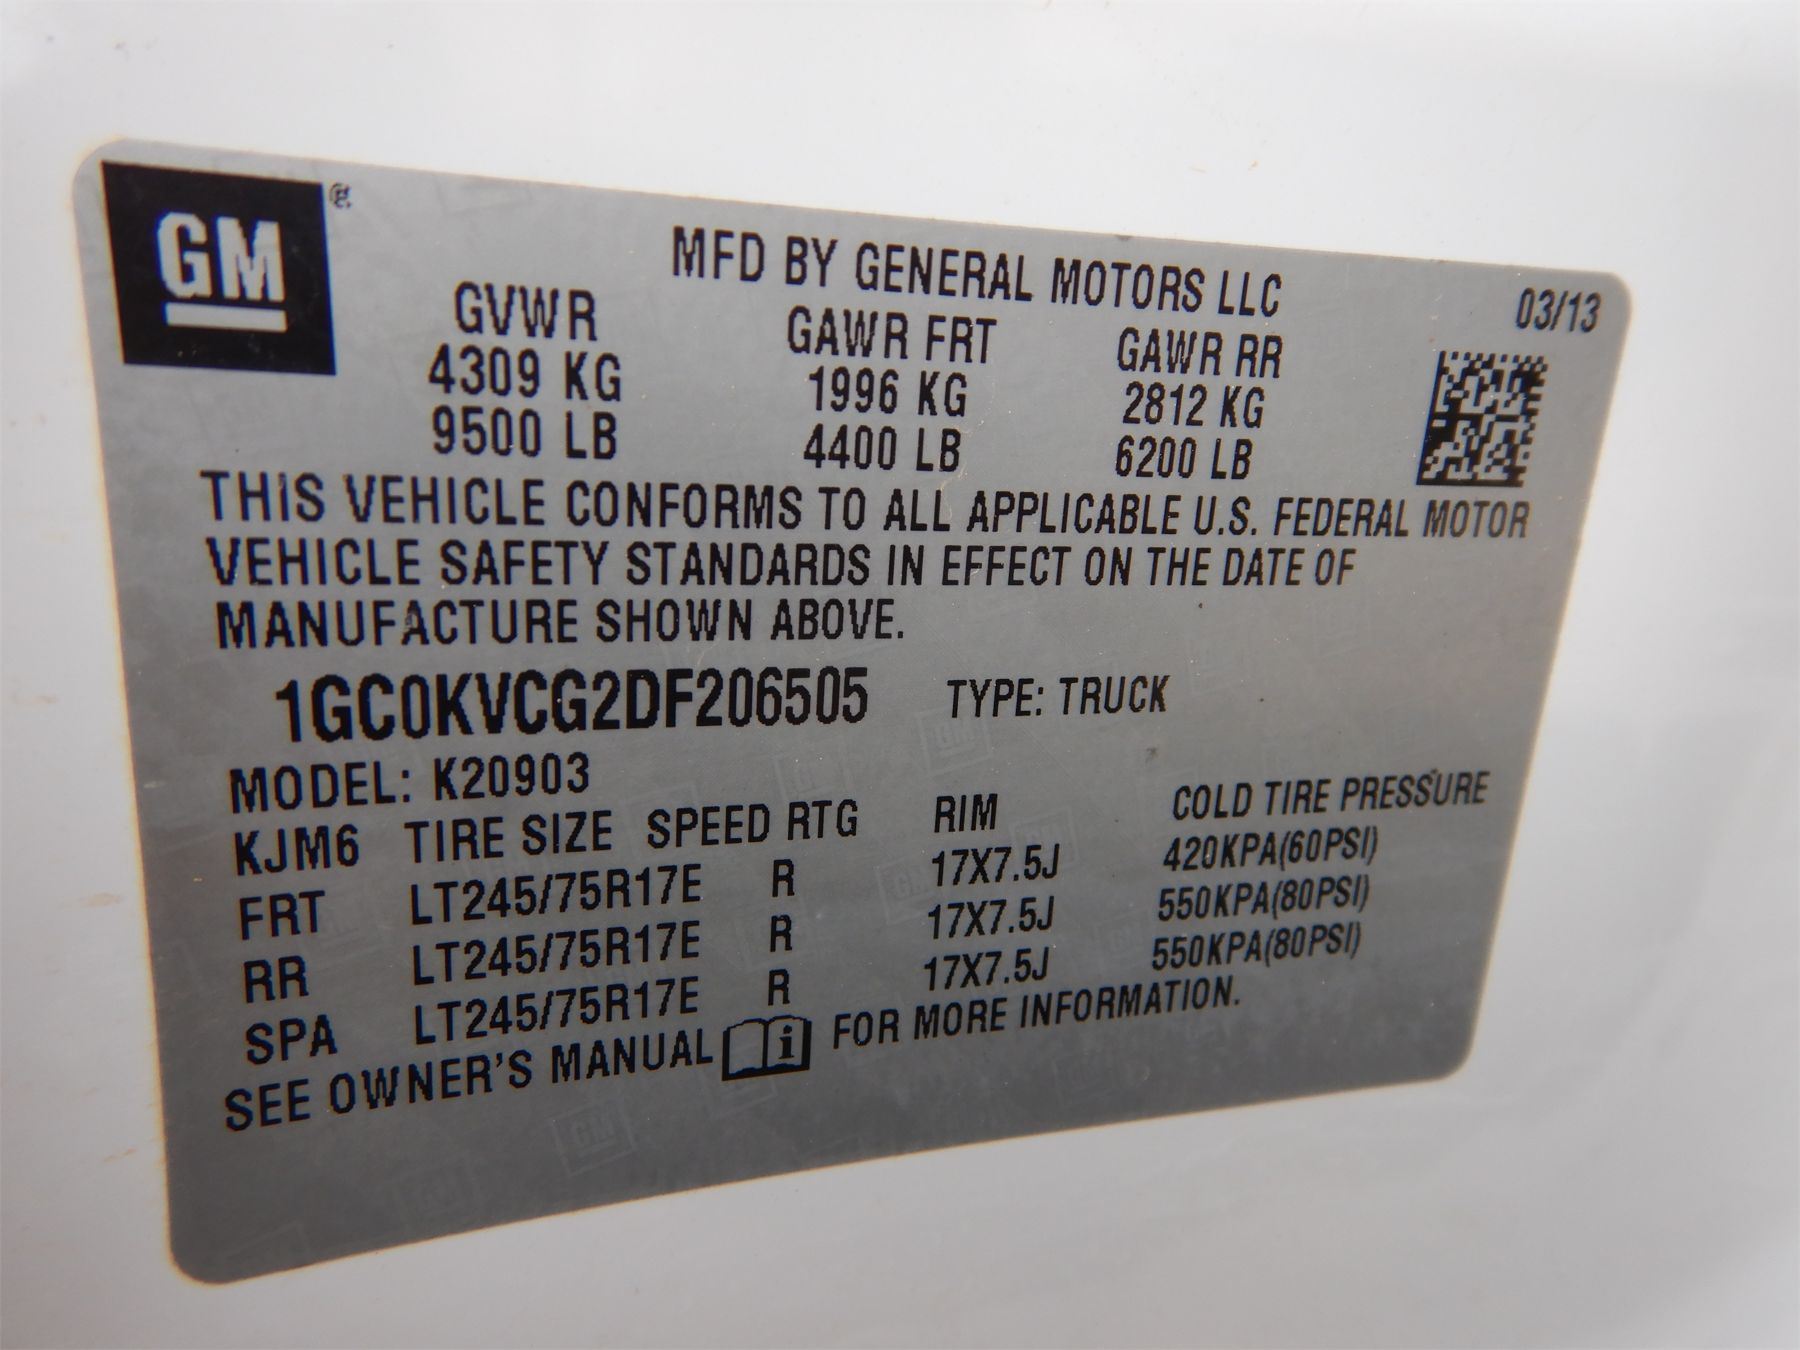 GM®
MFD BY GENERAL MOTORS LLC 03/13
GVWR GAWR FRT GAWR RR
4309 KG 1996 KG 2812 KG
9500 LB 4400 LB 6200 LB
THIS VEHICLE CONFORMS TO ALL APPLICABLE U.S. FEDERAL MOTOR
VEHICLE SAFETY STANDARDS IN EFFECT ON THE DATE OF
MANUFACTURE SHOWN ABOVE.
1GC0KVCG2DF206505 TYPE: TRUCK
MODEL: K20903
KJM6 TIRE SIZE SPEED RTG RIM COLD TIRE PRESSURE
FRT LT245/75R17E R 17X7.5J 420KPA(60PSI)
RR LT245/75R17E R 17X7.5J 550KPA(80PSI)
SPA LT245/75R17E R 17X7.5J 550KPA(80PSI)
SEE OWNER'S MANUAL i FOR MORE INFORMATION.